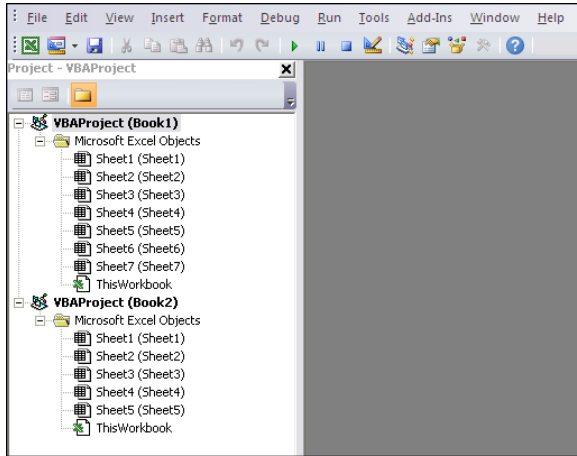 File Edit View Insert Format Debug Run Tools Add-Ins Window Help
Project - VBAProject
VBAProject (Book1)
Microsoft Excel Objects
Sheet1 (Sheet1)
Sheet2 (Sheet2)
Sheet3 (Sheet3)
Sheet4 (Sheet4)
Sheet5 (Sheet5)
Sheet6 (Sheet6)
Sheet7 (Sheet7)
ThisWorkbook
VBAProject (Book2)
Microsoft Excel Objects
Sheet1 (Sheet1)
Sheet2 (Sheet2)
Sheet3 (Sheet3)
Sheet4 (Sheet4)
Sheet5 (Sheet5)
ThisWorkbook